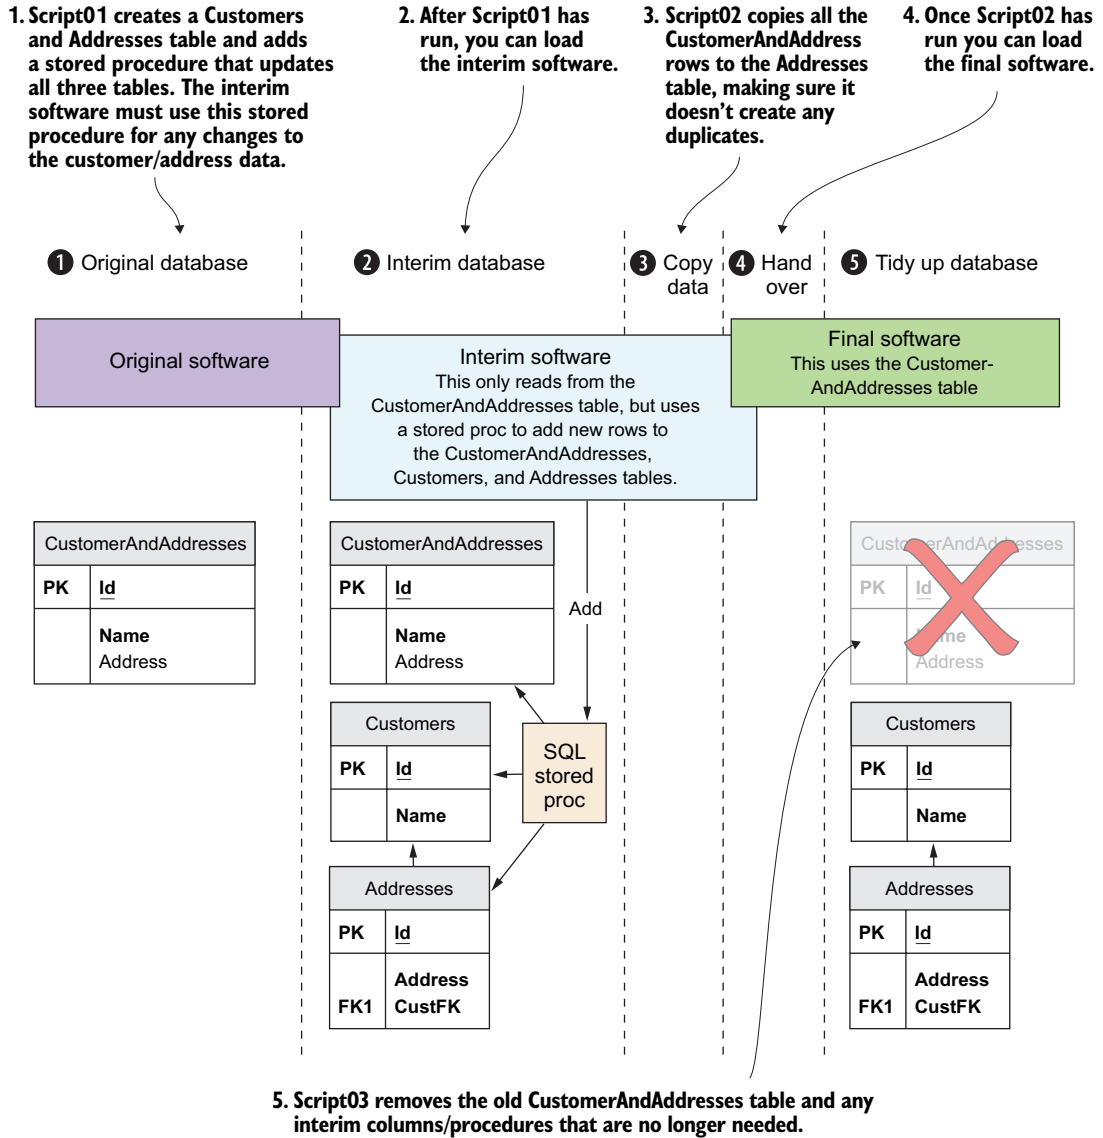 1. Script01 creates a Customers
and Addresses table and adds
a stored procedure that updates
all three tables. The interim
software must use this stored
procedure for any changes to
the customer/address data.
2. After Script01 has
run, you can load
the interim software.
3. Script02 copies all the
CustomerAndAddress
rows to the Addresses
table, making sure it
doesn't create any
duplicates.
4. Once Script02 has
run you can load
the final software.
1 Original database
2 Interim database
3 Copy
data
4 Hand
over
5 Tidy up database
Original software
Interim software
This only reads from the
CustomerAndAddresses table, but uses
a stored proc to add new rows to
the CustomerAndAddresses,
Customers, and Addresses tables.
Final software
This uses the Customer-
AndAddresses table
CustomerAndAddresses
PK Id
Name
Address
CustomerAndAddresses
PK Id
Name
Address
Add
Customers
PK Id
Name
SQL
stored
proc
Addresses
PK Id
Address
FK1 CustFK
CustomerAndAddresses
PK Id
Name
Address
Customers
PK Id
Name
Addresses
PK Id
Address
FK1 CustFK
5. Script03 removes the old CustomerAndAddresses table and any
interim columns/procedures that are no longer needed.